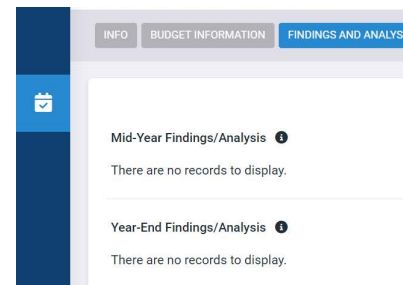 INFO BUDGET INFORMATION FINDINGS AND ANALYS
Mid-Year Findings/Analysis
There are no records to display.
Year-End Findings/Analysis
There are no records to display.